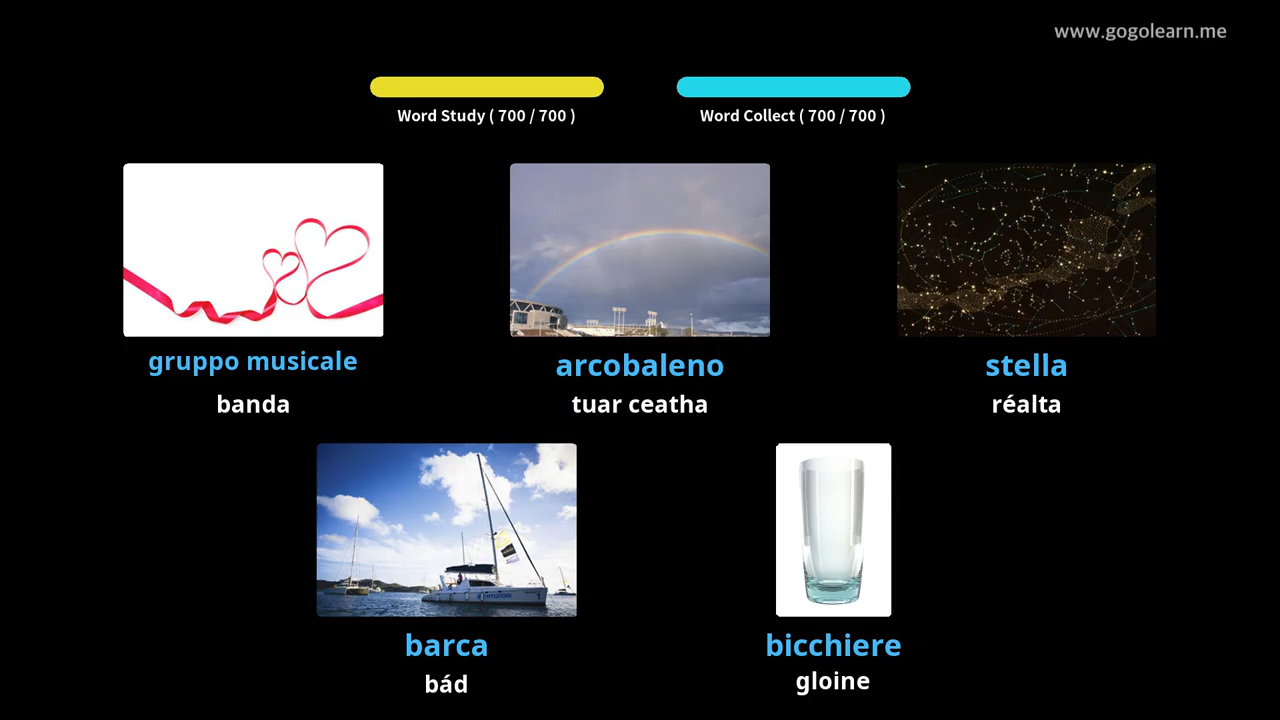 www.gogolearn.me
Word Study ( 700 / 700 )
Word Collect ( 700 / 700 )
gruppo musicale
banda
arcobaleno
tuar ceatha
stella
réalta
barca
bád
bicchiere
gloine